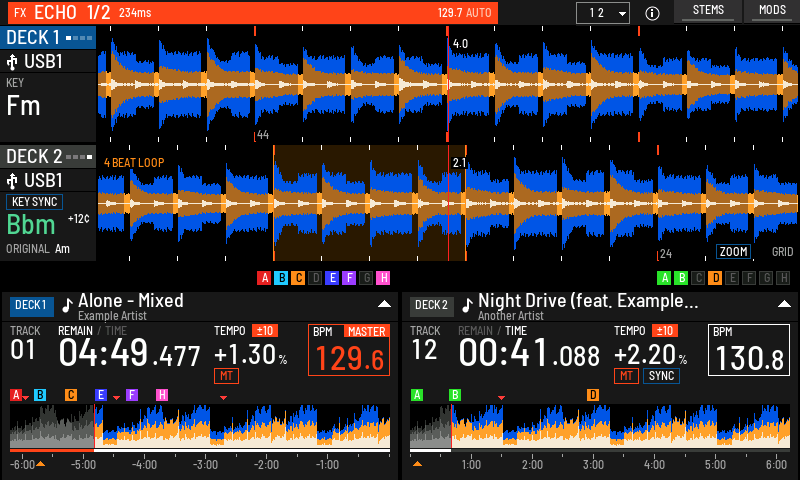 FX ECHO 1/2 234ms 129.7 AUTO 1 2 STEMS MODS
DECK 1
USB1
KEY
Fm
4.0
44
DECK 2
USB1
KEY SYNC
Bbm +12¢
ORIGINAL Am
4 BEAT LOOP
2.1
24
ZOOM GRID
A B C D E F G H
A B C D E F G H
DECK 1 Alone - Mixed
Example Artist
TRACK
01
REMAIN / TIME
04:49.477
TEMPO ±10
+1.30%
MT
BPM MASTER
129.6
A B C E F H
-6:00 -5:00 -4:00 -3:00 -2:00 -1:00
DECK 2 Night Drive (feat. Example...
Another Artist
TRACK
12
REMAIN / TIME
00:41.088
TEMPO ±10
+2.20%
MT SYNC
BPM
130.8
A B D
1:00 2:00 3:00 4:00 5:00 6:00